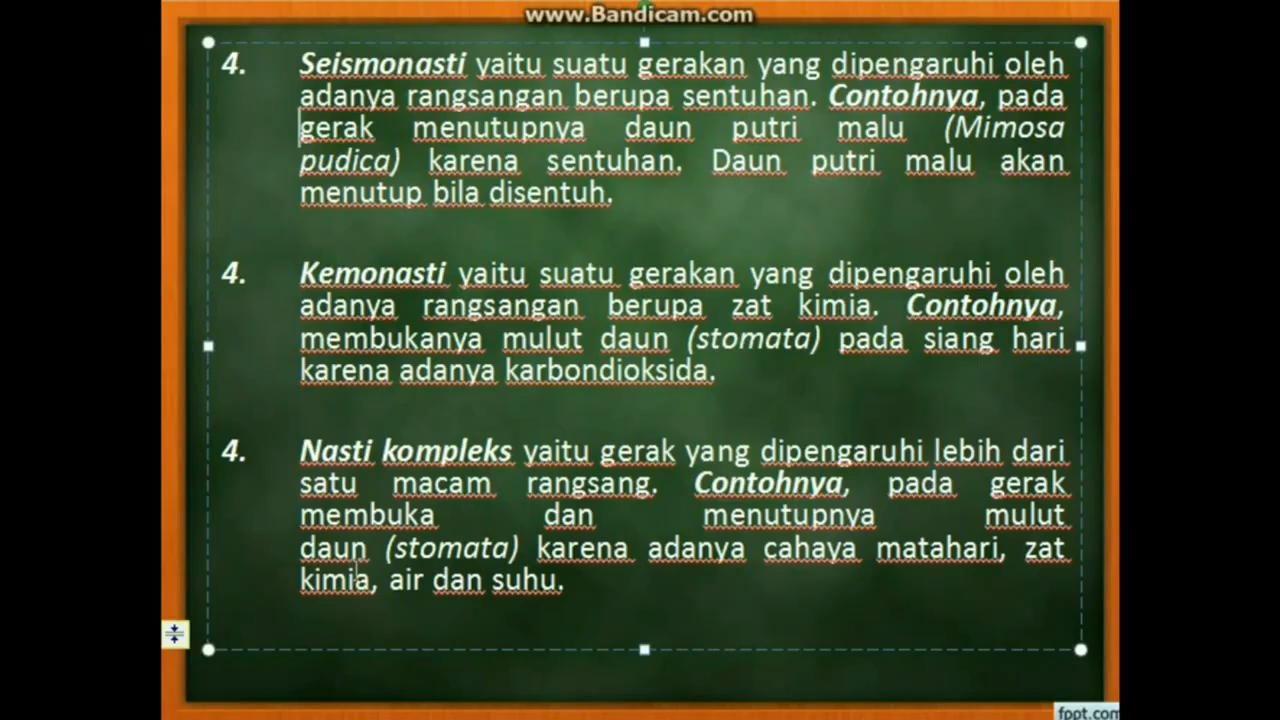 www.Bandicam.com
4. Seismonasti yaitu suatu gerakan yang dipengaruhi oleh
adanya rangsangan berupa sentuhan. Contohnya, pada
gerak menutupnya daun putri malu (Mimosa
pudica) karena sentuhan. Daun putri malu akan
menutup bila disentuh.
4. Kemonasti yaitu suatu gerakan yang dipengaruhi oleh
adanya rangsangan berupa zat kimia. Contohnya,
membukanya mulut daun (stomata) pada siang hari
karena adanya karbondioksida.
4. Nasti kompleks yaitu gerak yang dipengaruhi lebih dari
satu macam rangsang. Contohnya, pada gerak
membuka dan menutupnya mulut
daun (stomata) karena adanya cahaya matahari, zat
kimia, air dan suhu.
fppt.com